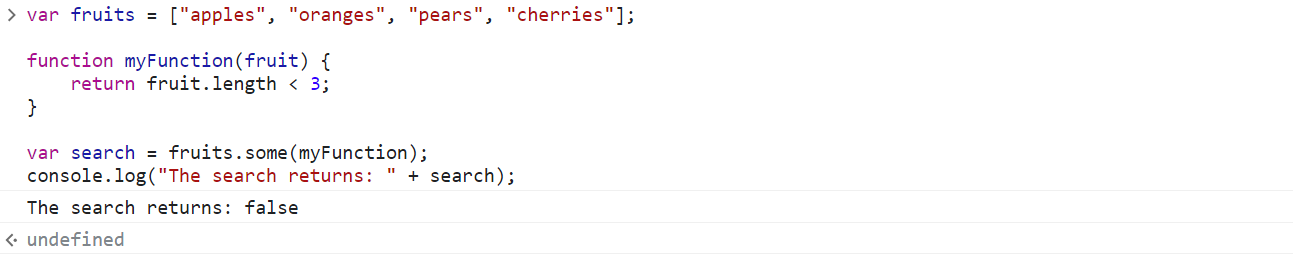 var fruits = ["apples", "oranges", "pears", "cherries"];
function myFunction(fruit) {
    return fruit.length < 3;
}
var search = fruits.some(myFunction);
console.log("The search returns: " + search);
The search returns: false
undefined